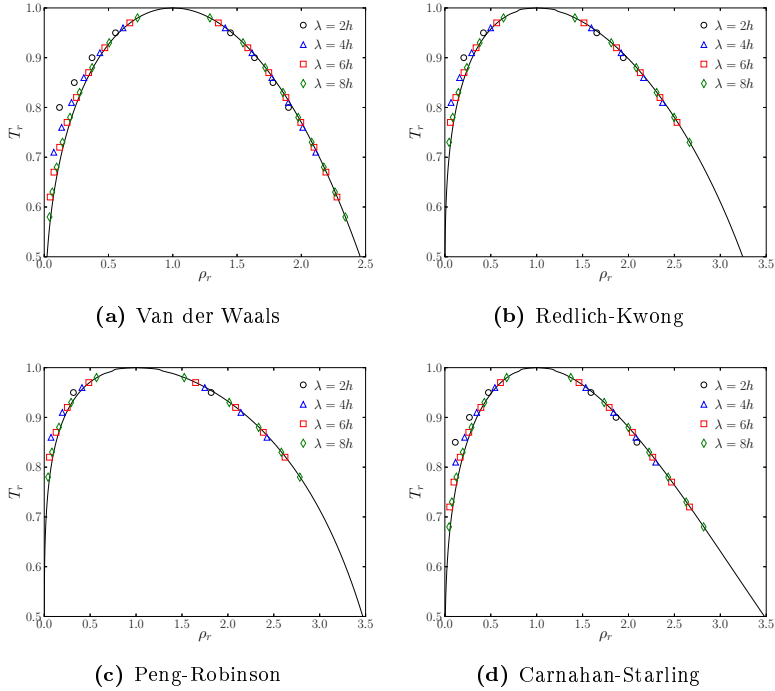 1.0
0.9
0.8
0.7
0.6
0.5
T_r
0.0 0.5 1.0 1.5 2.0 2.5
ρ_r
λ = 2h
λ = 4h
λ = 6h
λ = 8h
(a) Van der Waals
1.0
0.9
0.8
0.7
0.6
0.5
T_r
0.0 0.5 1.0 1.5 2.0 2.5 3.0 3.5
ρ_r
λ = 2h
λ = 4h
λ = 6h
λ = 8h
(b) Redlich-Kwong
1.0
0.9
0.8
0.7
0.6
0.5
T_r
0.0 0.5 1.0 1.5 2.0 2.5 3.0 3.5
ρ_r
λ = 2h
λ = 4h
λ = 6h
λ = 8h
(c) Peng-Robinson
1.0
0.9
0.8
0.7
0.6
0.5
T_r
0.0 0.5 1.0 1.5 2.0 2.5 3.0 3.5
ρ_r
λ = 2h
λ = 4h
λ = 6h
λ = 8h
(d) Carnahan-Starling